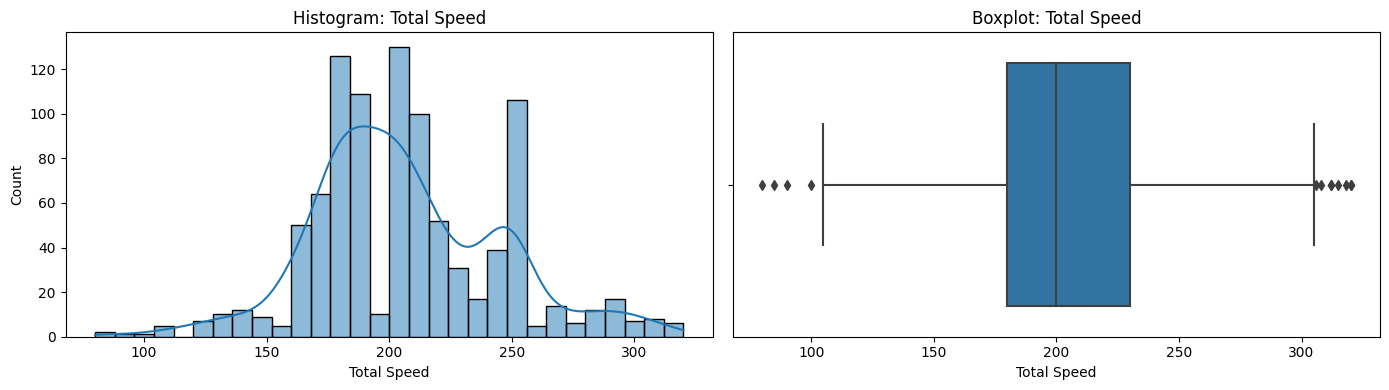 Histogram: Total Speed
Count
120
100
80
60
40
20
0
100 150 200 250 300
Total Speed
Boxplot: Total Speed
100 150 200 250 300
Total Speed